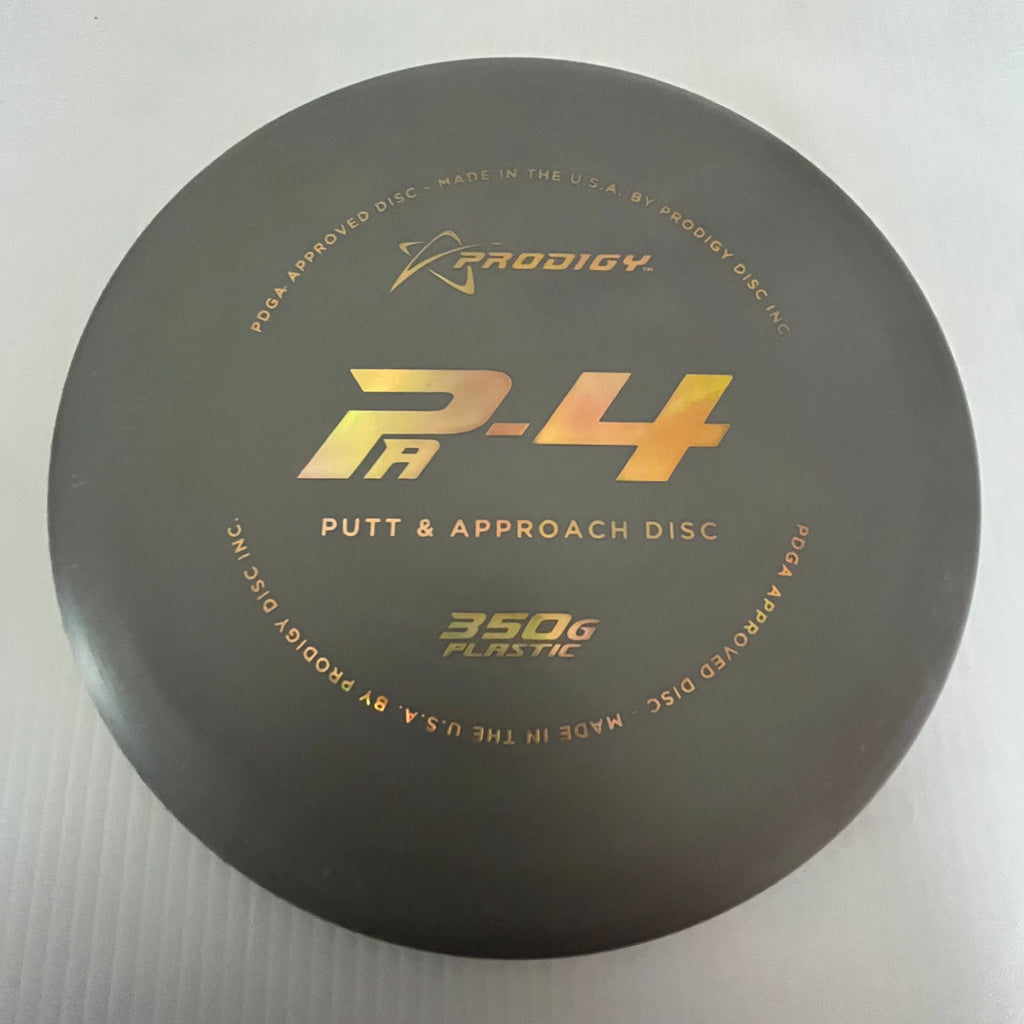 PDGA APPROVED DISC - MADE IN THE U.S.A. BY PRODIGY DISC INC.
PRODIGY™
PA-4
PUTT & APPROACH DISC
350G
PLASTIC
PDGA APPROVED DISC - MADE IN THE U.S.A. BY PRODIGY DISC INC.